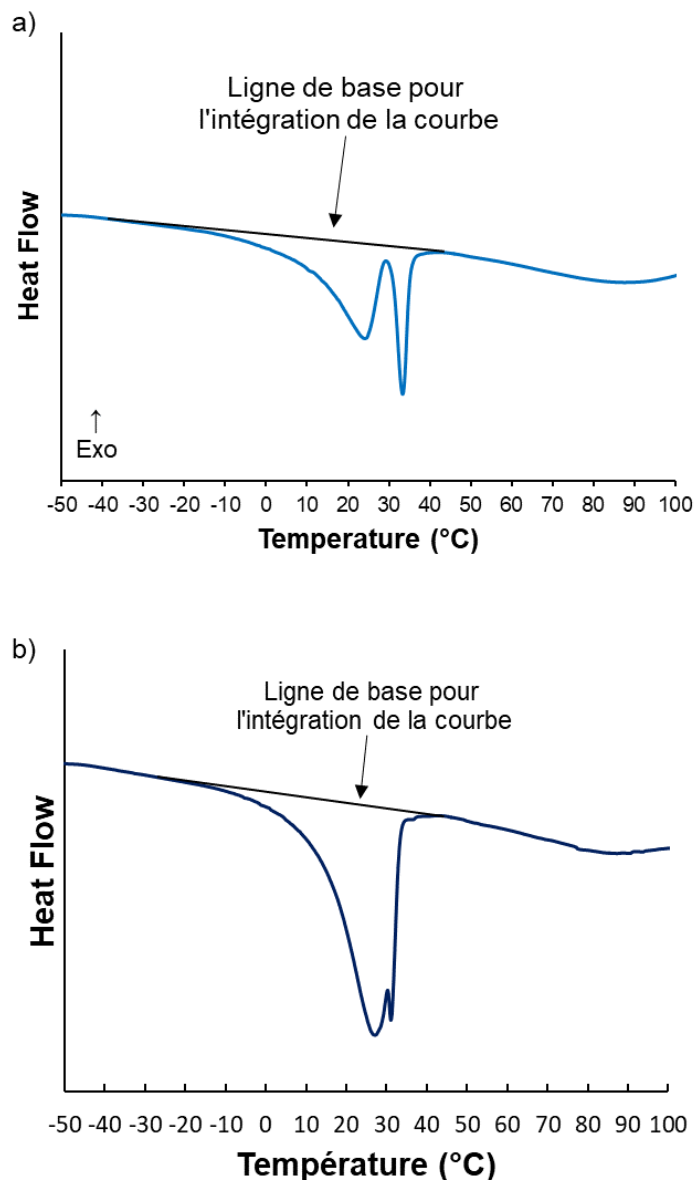 a)
Ligne de base pour
l'intégration de la courbe
Heat Flow
↑
Exo
-50 -40 -30 -20 -10 0 10 20 30 40 50 60 70 80 90 100
Temperature (°C)
b)
Ligne de base pour
l'intégration de la courbe
Heat Flow
-50 -40 -30 -20 -10 0 10 20 30 40 50 60 70 80 90 100
Température (°C)